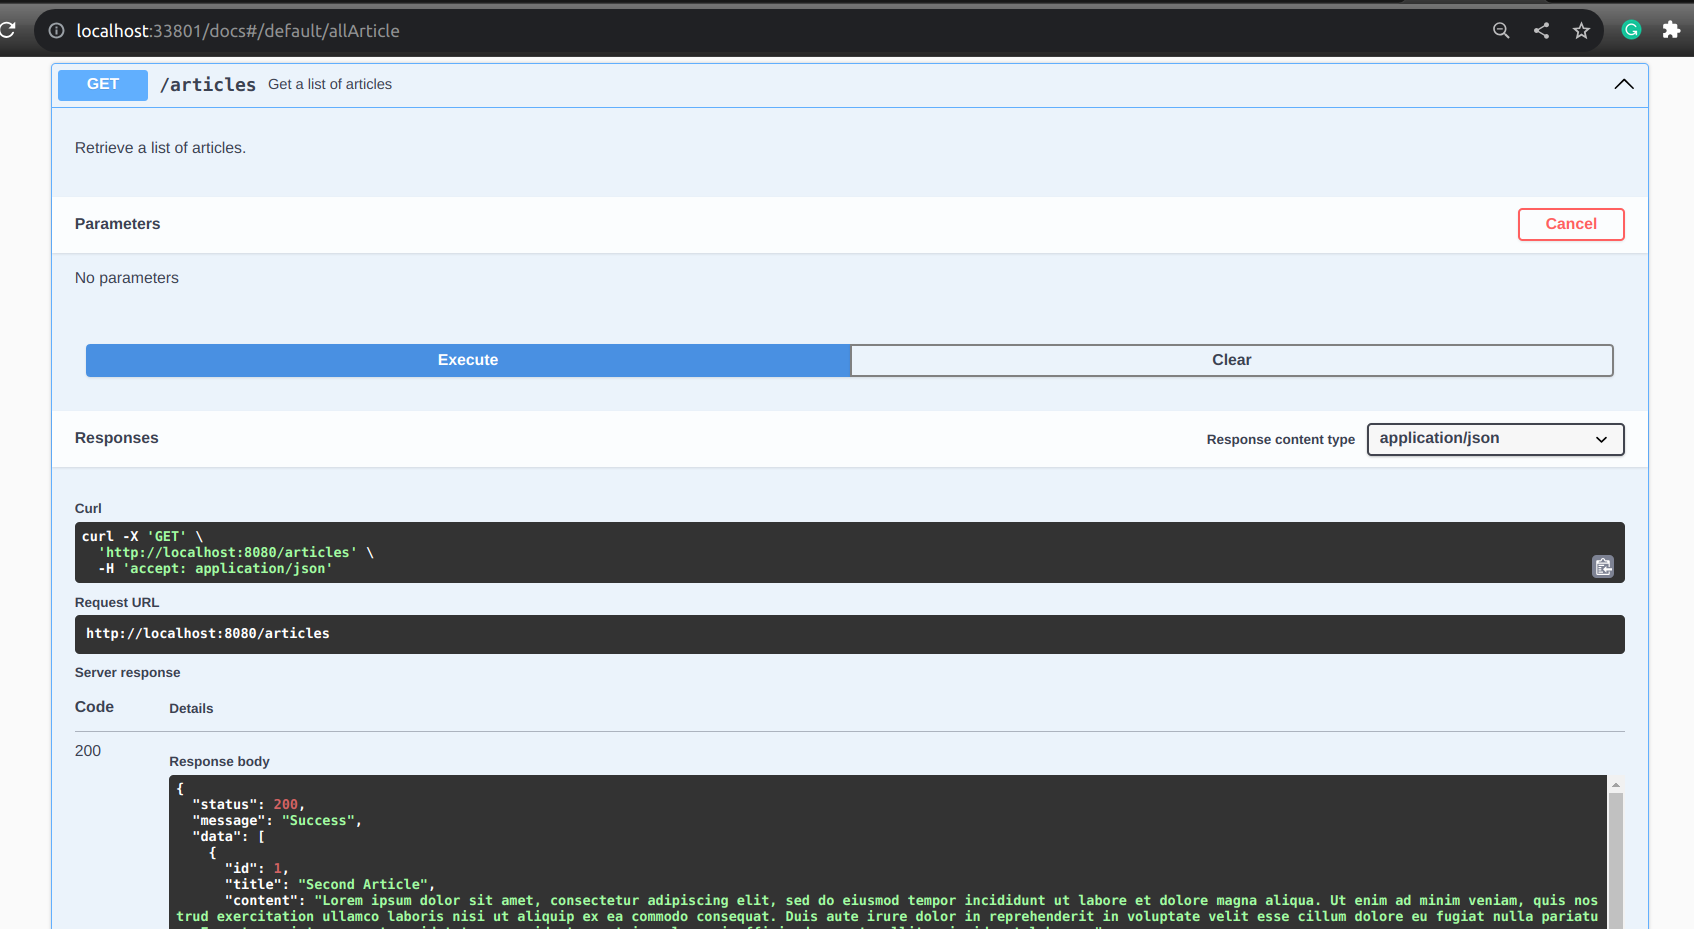 localhost:33801/docs#/default/allArticle
GET /articles Get a list of articles
Retrieve a list of articles.
Parameters
Cancel
No parameters
Execute
Clear
Responses
Response content type
application/json
Curl
curl -X 'GET' \
'http://localhost:8080/articles' \
-H 'accept: application/json'
Request URL
http://localhost:8080/articles
Server response
Code
Details
200
Response body
{
"status": 200,
"message": "Success",
"data": [
{
"id": 1,
"title": "Second Article",
"content": "Lorem ipsum dolor sit amet, consectetur adipiscing elit, sed do eiusmod tempor incididunt ut labore et dolore magna aliqua. Ut enim ad minim veniam, quis nos
trud exercitation ullamco laboris nisi ut aliquip ex ea commodo consequat. Duis aute irure dolor in reprehenderit in voluptate velit esse cillum dolore eu fugiat nulla pariatu